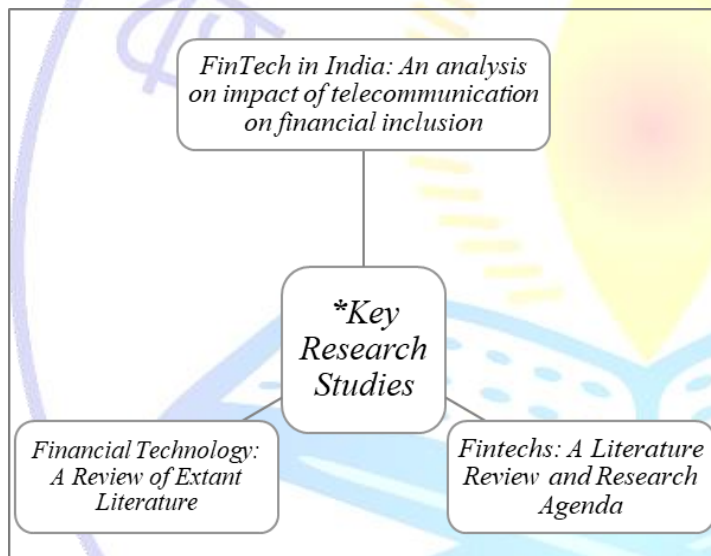 FinTech in India: An analysis
on impact of telecommunication
on financial inclusion
*Key
Research
Studies
Financial Technology:
A Review of Extant
Literature
Fintechs: A Literature
Review and Research
Agenda